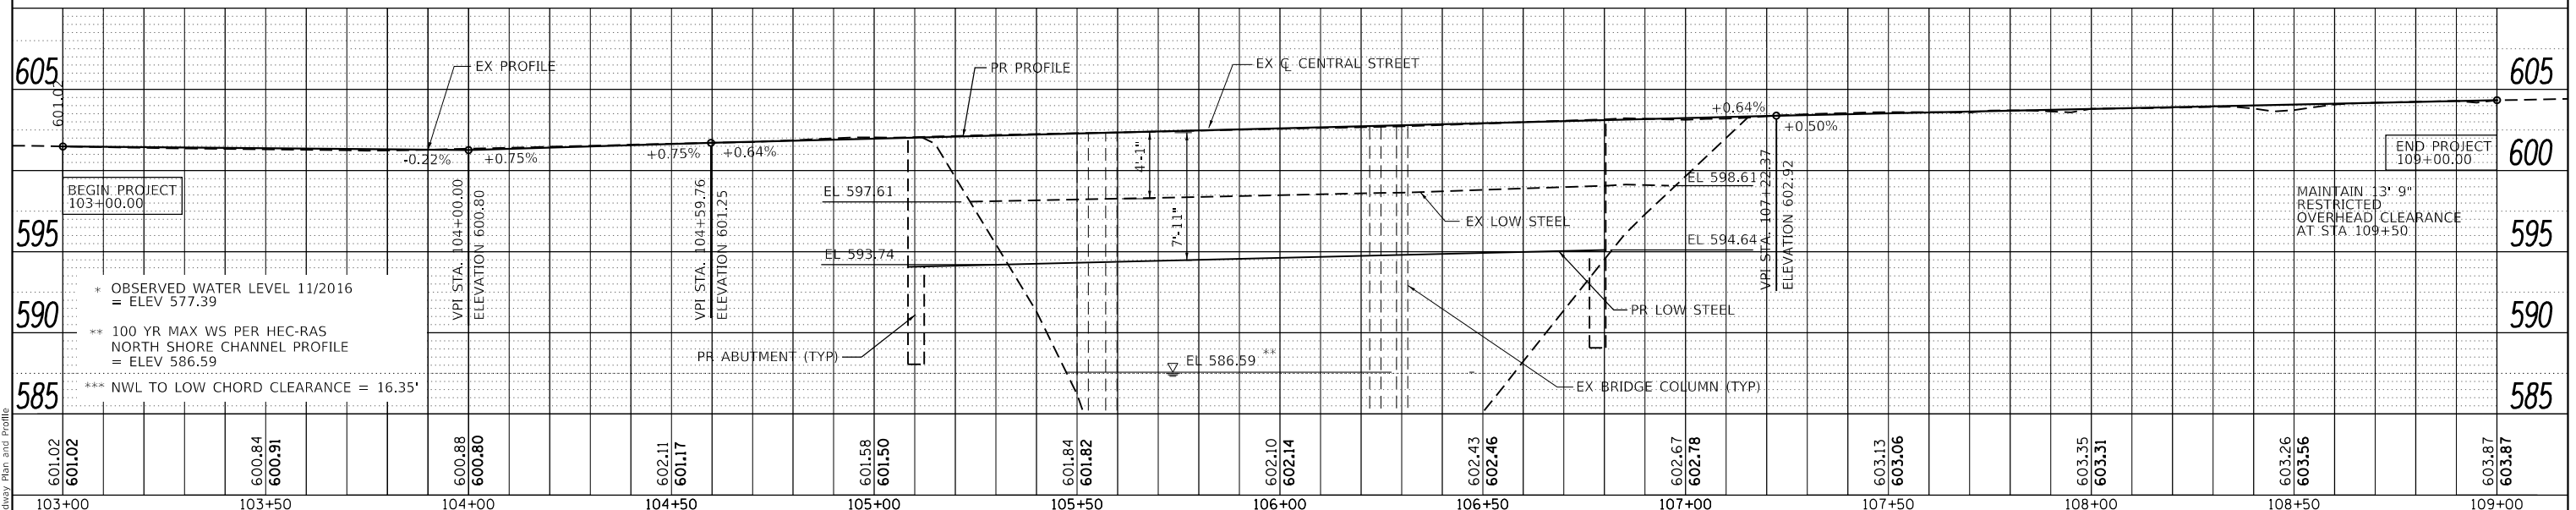 605
601.02
EX PROFILE
PR PROFILE
EX ℄ CENTRAL STREET
605
+0.64%
-0.22%
+0.75%
+0.75%
+0.64%
+0.50%
600
END PROJECT
109+00.00
BEGIN PROJECT
103+00.00
VPI STA. 104+00.00
ELEVATION 600.80
VPI STA. 104+59.76
ELEVATION 601.25
EL 597.61
4'-1"
7'-11"
EX LOW STEEL
EL 598.61
VPI STA. 107+22.37
ELEVATION 602.92
MAINTAIN 13' 9"
RESTRICTED
OVERHEAD CLEARANCE
AT STA 109+50
595
EL 593.74
EL 594.64
595
* OBSERVED WATER LEVEL 11/2016
= ELEV 577.39
590
** 100 YR MAX WS PER HEC-RAS
NORTH SHORE CHANNEL PROFILE
= ELEV 586.59
*** NWL TO LOW CHORD CLEARANCE = 16.35'
PR ABUTMENT (TYP)
EL 586.59 **
PR LOW STEEL
EX BRIDGE COLUMN (TYP)
590
585
585
601.02
601.02
600.84
600.91
600.88
600.80
602.11
601.17
601.58
601.50
601.84
601.82
602.10
602.14
602.43
602.46
602.67
602.78
603.13
603.06
603.35
603.31
603.26
603.56
603.87
603.87
103+00
103+50
104+00
104+50
105+00
105+50
106+00
106+50
107+00
107+50
108+00
108+50
109+00
dway Plan and Profile